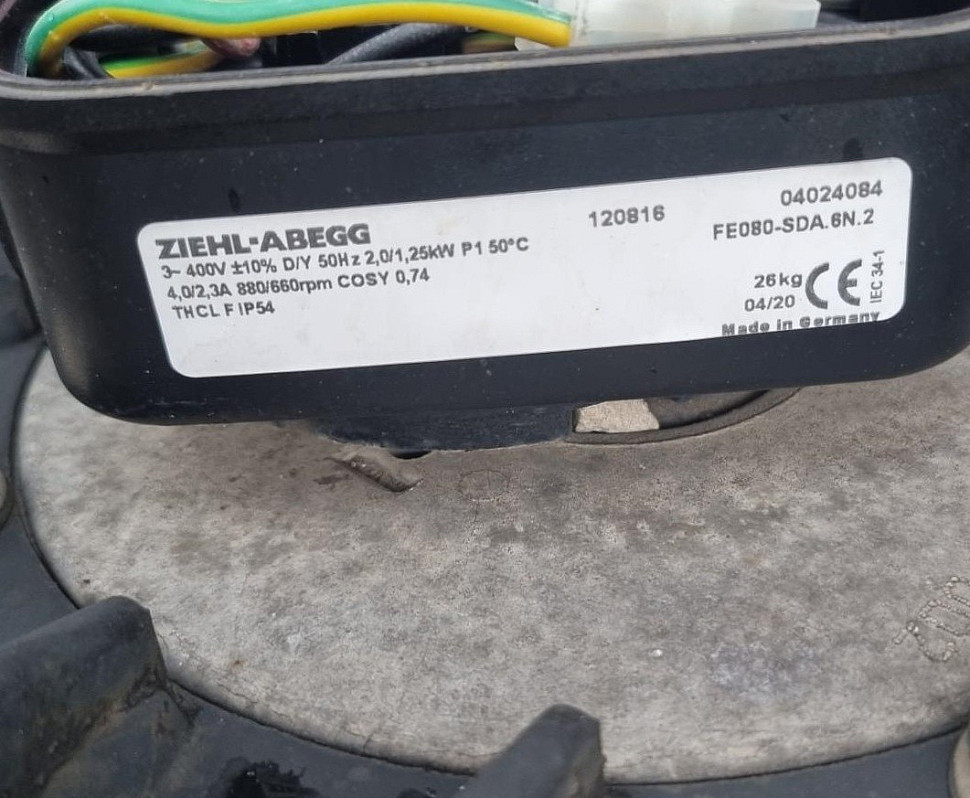 ZIEHL-ABEGG
3~ 400V ±10% D/Y 50Hz 2,0/1,25kW P1 50°C
4,0/2,3A 880/660rpm COSY 0,74
THCL F IP54
120816
04024084
FE080-SDA.6N.2
26kg
04/20
CE
IEC 34-1
Made in Germany